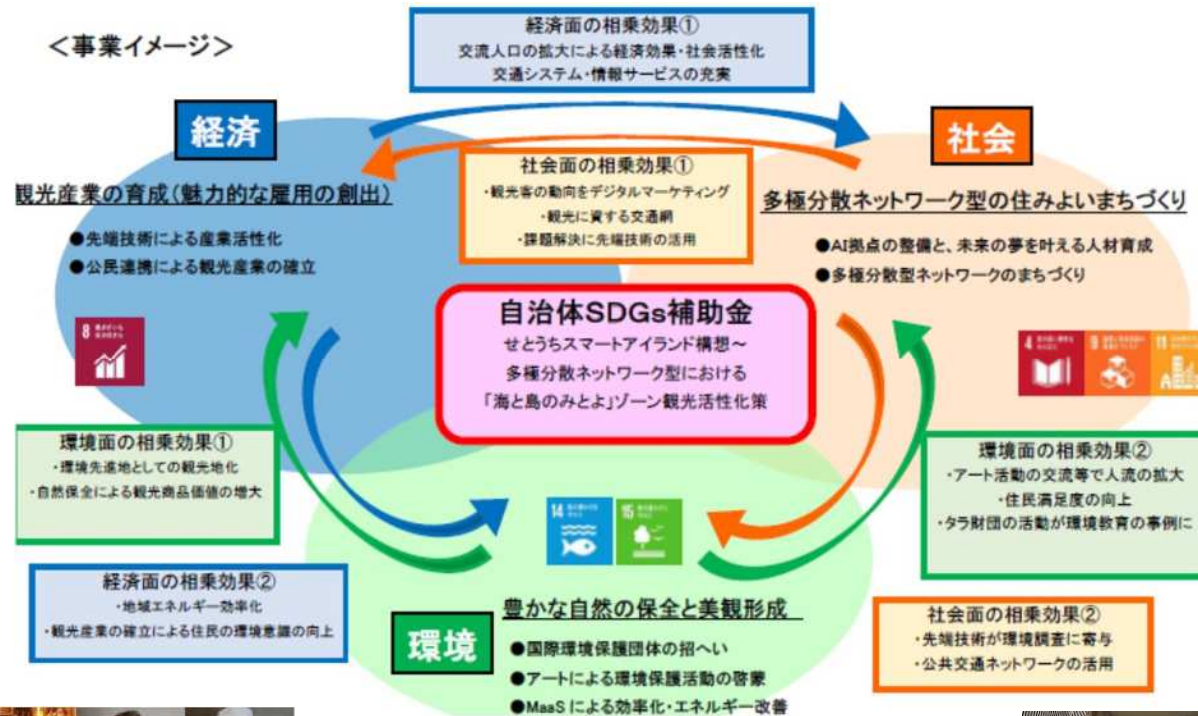 ＜事業イメージ＞
経済面の相乗効果①
交流人口の拡大による経済効果・社会活性化
交通システム・情報サービスの充実
経済
社会
社会面の相乗効果①
・観光客の動向をデジタルマーケティング
・観光に資する交通網
・課題解決に先端技術の活用
観光産業の育成(魅力的な雇用の創出)
●先端技術による産業活性化
●公民連携による観光産業の確立
多極分散ネットワーク型の住みよいまちづくり
●AI拠点の整備と、未来の夢を叶える人材育成
●多極分散型ネットワークのまちづくり
自治体SDGs補助金
せとうちスマートアイランド構想～
多極分散ネットワーク型における
「海と島のみとよ」ゾーン観光活性化策
8
4
9
11
環境面の相乗効果①
・環境先進地としての観光地化
・自然保全による観光商品価値の増大
環境面の相乗効果②
・アート活動の交流等で人流の拡大
・住民満足度の向上
・タラ財団の活動が環境教育の事例に
14
15
経済面の相乗効果②
・地域エネルギー効率化
・観光産業の確立による住民の環境意識の向上
環境
豊かな自然の保全と美観形成
●国際環境保護団体の招へい
●アートによる環境保護活動の啓蒙
●MaaSによる効率化・エネルギー改善
社会面の相乗効果②
・先端技術が環境調査に寄与
・公共交通ネットワークの活用